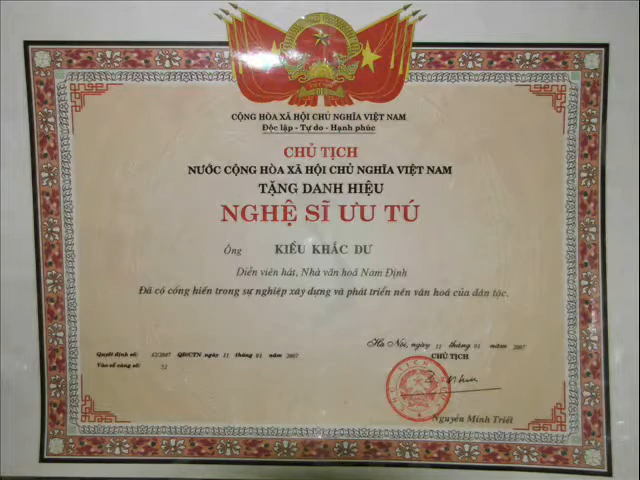 CỘNG HÒA XÃ HỘI CHỦ NGHĨA VIỆT NAM
Độc lập - Tự do - Hạnh phúc
CHỦ TỊCH
NƯỚC CỘNG HÒA XÃ HỘI CHỦ NGHĨA VIỆT NAM
TẶNG DANH HIỆU
NGHỆ SĨ ƯU TÚ
Ông KIỀU KHẮC DƯ
Diễn viên hát, Nhà văn hoá Nam Định
Đã có cống hiến trong sự nghiệp xây dựng và phát triển nền văn hoá của dân tộc.
Hà Nội, ngày 11 tháng 01 năm 2007
Quyết định số: 42/2007 QĐ/CTN ngày 11 tháng 01 năm 2007
CHỦ TỊCH
Vào sổ vàng số: 51
Nguyễn Minh Triết